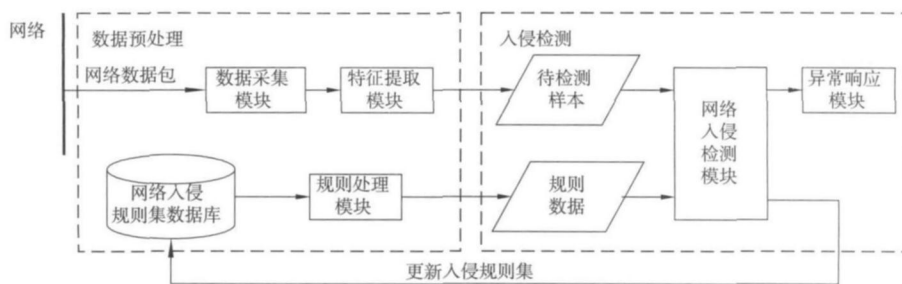 网络
数据预处理
入侵检测
网络数据包
数据采集
模块
特征提取
模块
待检测
样本
网络
入侵
检测
模块
异常响应
模块
网络入侵
规则集数据库
规则处理
模块
规则
数据
更新入侵规则集